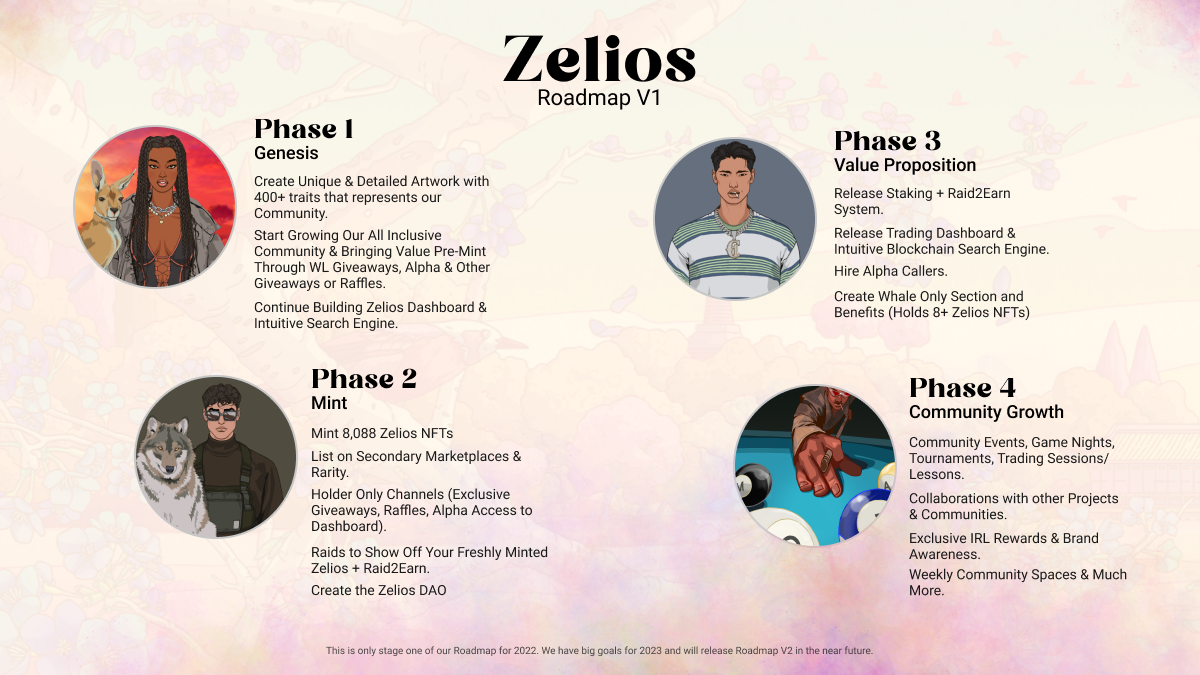 Zelios
Roadmap V1
Phase 1
Genesis
Create Unique & Detailed Artwork with
400+ traits that represents our
Community.
Start Growing Our All Inclusive
Community & Bringing Value Pre-Mint
Through WL Giveaways, Alpha & Other
Giveaways or Raffles.
Continue Building Zelios Dashboard &
Intuitive Search Engine.
Phase 2
Mint
Mint 8,088 Zelios NFTs
List on Secondary Marketplaces &
Rarity.
Holder Only Channels (Exclusive
Giveaways, Raffles, Alpha Access to
Dashboard).
Raids to Show Off Your Freshly Minted
Zelios + Raid2Earn.
Create the Zelios DAO
Phase 3
Value Proposition
Release Staking + Raid2Earn
System.
Release Trading Dashboard &
Intuitive Blockchain Search Engine.
Hire Alpha Callers.
Create Whale Only Section and
Benefits (Holds 8+ Zelios NFTs)
Phase 4
Community Growth
Community Events, Game Nights,
Tournaments, Trading Sessions/
Lessons.
Collaborations with other Projects
& Communities.
Exclusive IRL Rewards & Brand
Awareness.
Weekly Community Spaces & Much
More.
This is only stage one of our Roadmap for 2022. We have big goals for 2023 and will release Roadmap V2 in the near future.